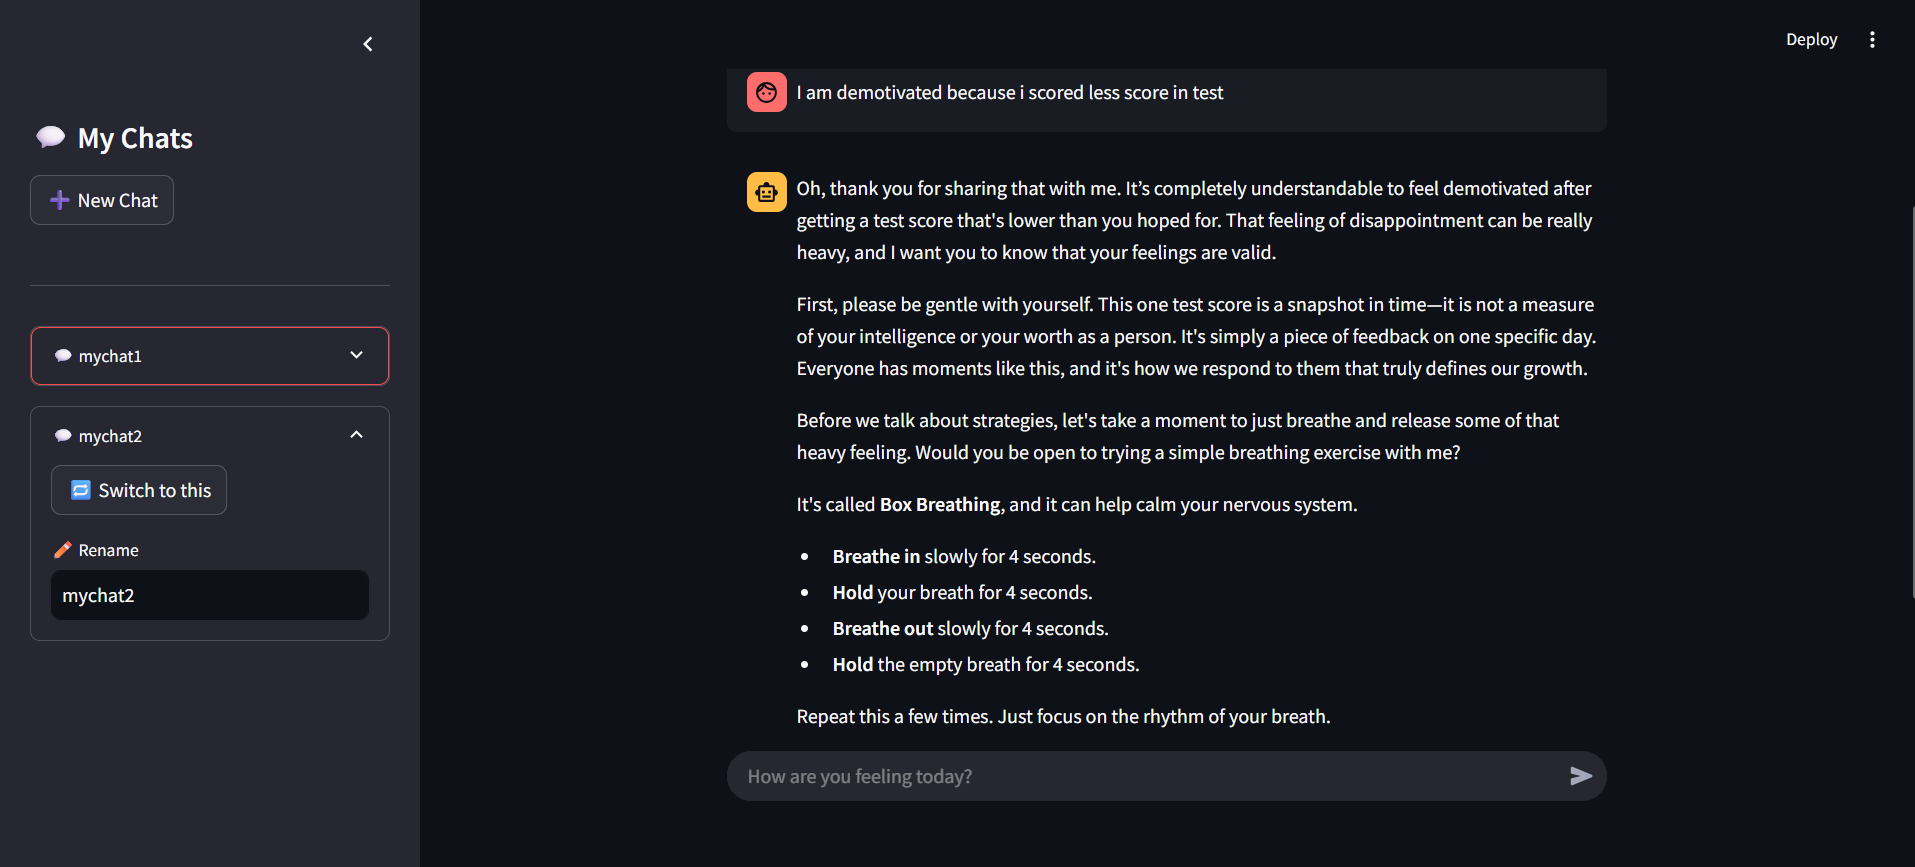 Deploy
My Chats
New Chat
mychat1
mychat2
Switch to this
Rename
mychat2
I am demotivated because i scored less score in test
Oh, thank you for sharing that with me. It’s completely understandable to feel demotivated after
getting a test score that's lower than you hoped for. That feeling of disappointment can be really
heavy, and I want you to know that your feelings are valid.
First, please be gentle with yourself. This one test score is a snapshot in time—it is not a measure
of your intelligence or your worth as a person. It's simply a piece of feedback on one specific day.
Everyone has moments like this, and it's how we respond to them that truly defines our growth.
Before we talk about strategies, let's take a moment to just breathe and release some of that
heavy feeling. Would you be open to trying a simple breathing exercise with me?
It's called Box Breathing, and it can help calm your nervous system.
• Breathe in slowly for 4 seconds.
• Hold your breath for 4 seconds.
• Breathe out slowly for 4 seconds.
• Hold the empty breath for 4 seconds.
Repeat this a few times. Just focus on the rhythm of your breath.
How are you feeling today?